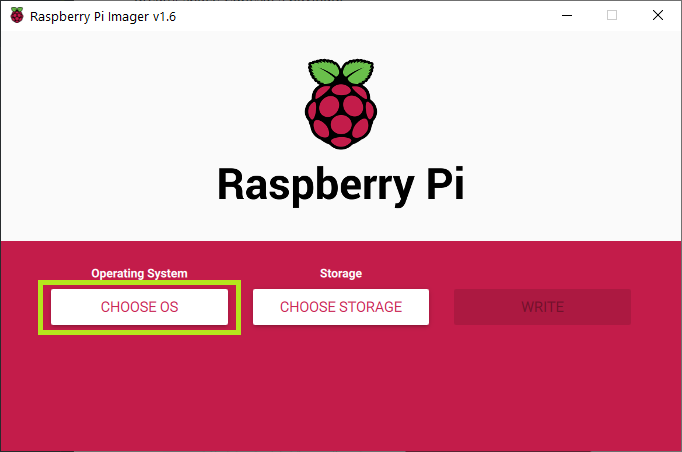 Raspberry Pi Imager v1.6
Raspberry Pi
Operating System
Storage
CHOOSE OS
CHOOSE STORAGE
WRITE